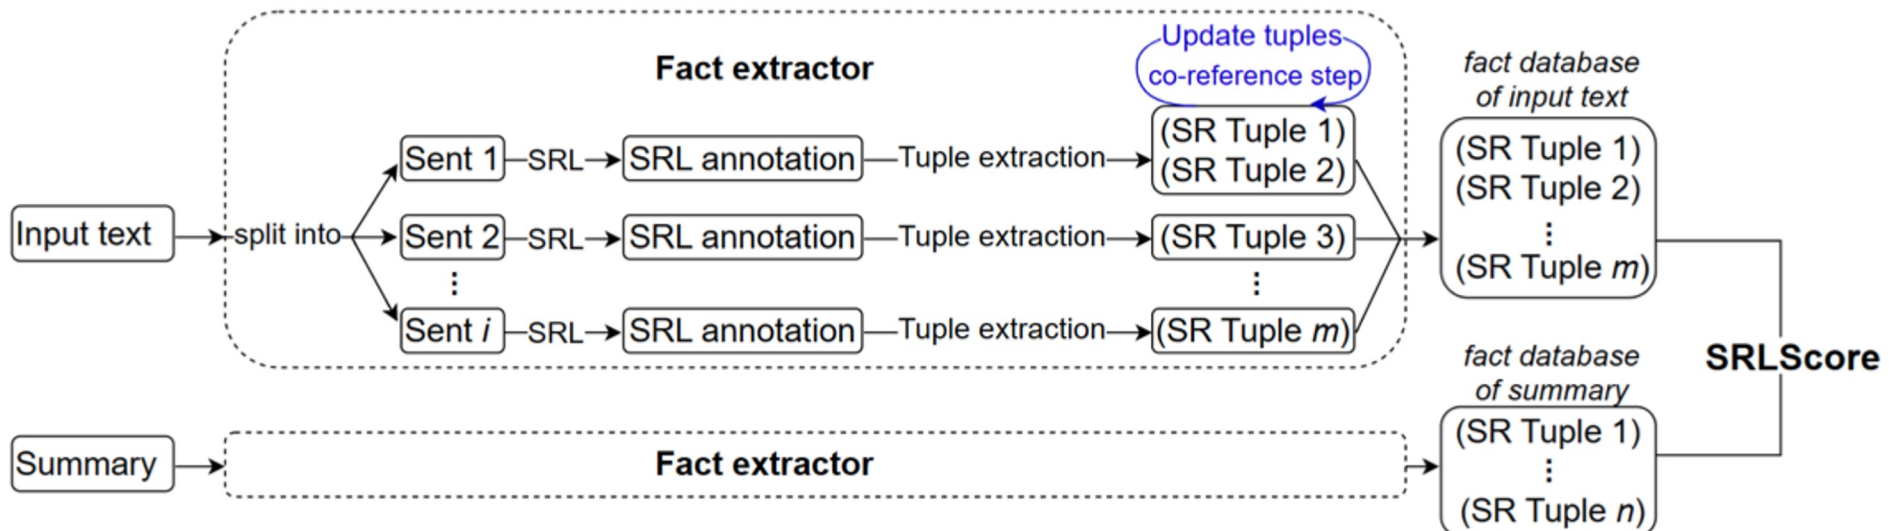 Fact extractor
Update tuples
co-reference step
fact database
of input text
Input text
split into
Sent 1
SRL
SRL annotation
Tuple extraction
(SR Tuple 1)
(SR Tuple 2)
Sent 2
SRL
SRL annotation
Tuple extraction
(SR Tuple 3)
⋮
⋮
Sent i
SRL
SRL annotation
Tuple extraction
(SR Tuple m)
(SR Tuple 1)
(SR Tuple 2)
⋮
(SR Tuple m)
SRLScore
fact database
of summary
Summary
Fact extractor
(SR Tuple 1)
⋮
(SR Tuple n)